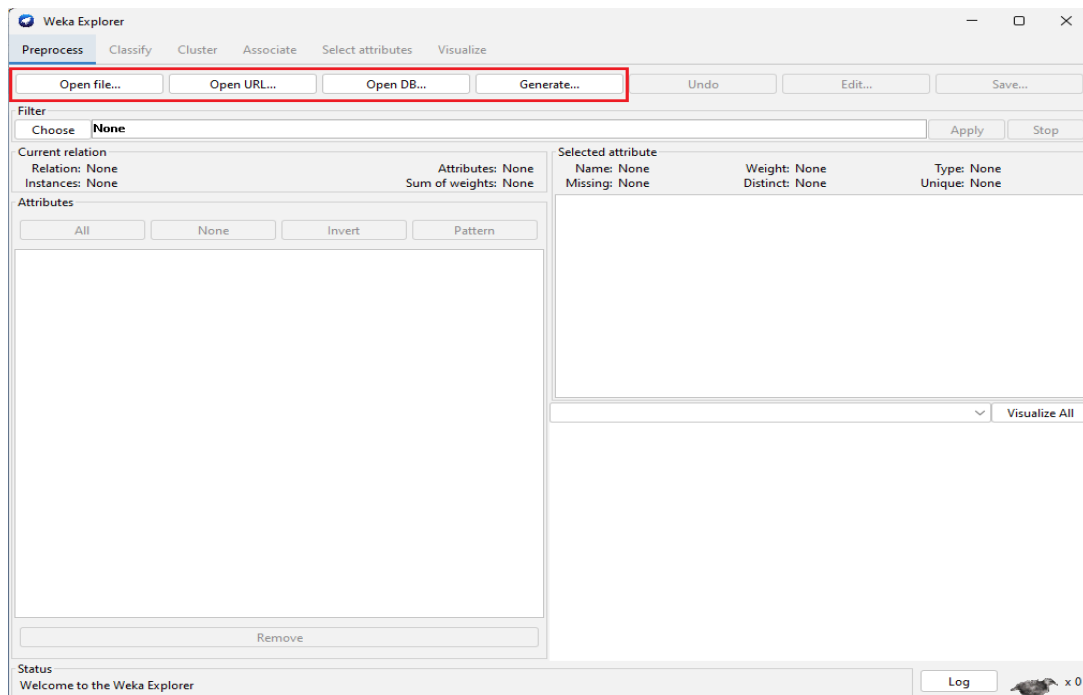 Weka Explorer
Preprocess Classify Cluster Associate Select attributes Visualize
Open file... Open URL... Open DB... Generate... Undo Edit... Save...
Filter
Choose None Apply Stop
Current relation
Relation: None Attributes: None
Instances: None Sum of weights: None
Selected attribute
Name: None Weight: None Type: None
Missing: None Distinct: None Unique: None
Attributes
All None Invert Pattern
Visualize All
Remove
Status
Welcome to the Weka Explorer
Log x 0